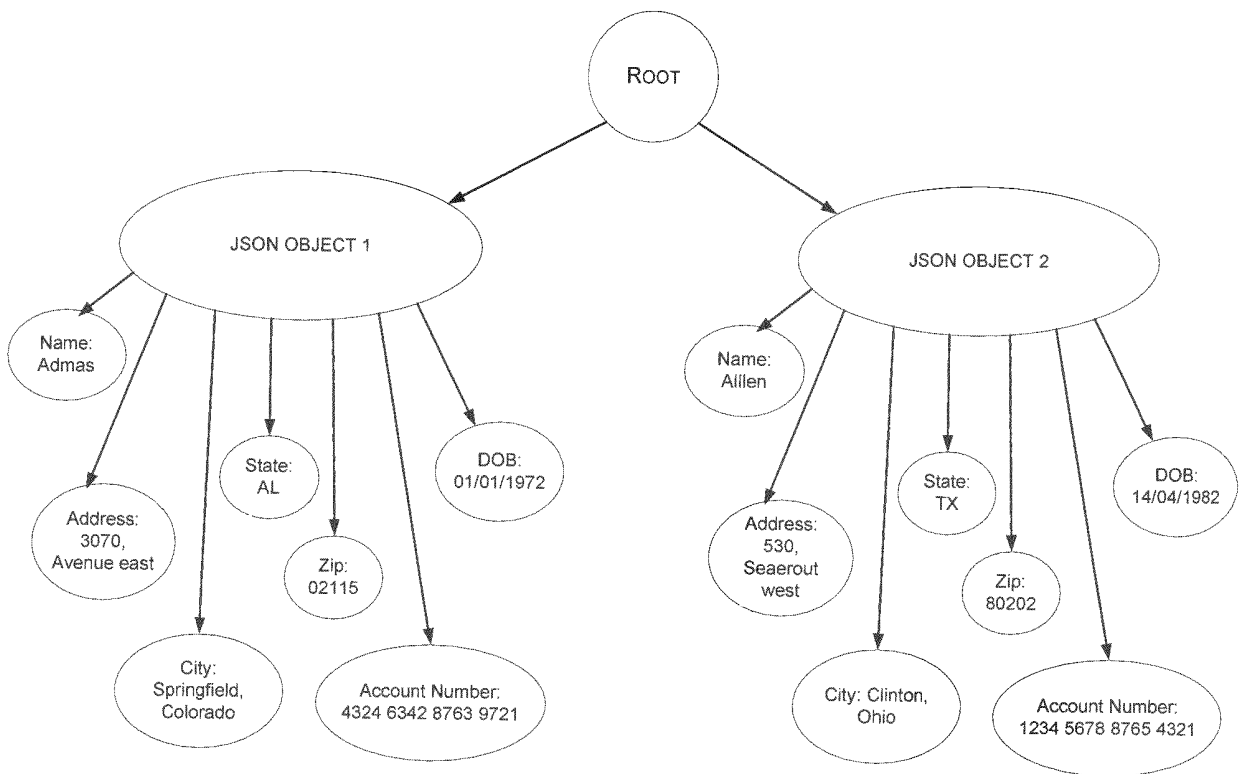 ROOT
JSON OBJECT 1
JSON OBJECT 2
Name:
Admas
Address:
3070,
Avenue east
City:
Springfield,
Colorado
State:
AL
Zip:
02115
Account Number:
4324 6342 8763 9721
DOB:
01/01/1972
Name:
Alllen
Address:
530,
Seaerout
west
City: Clinton,
Ohio
State:
TX
Zip:
80202
Account Number:
1234 5678 8765 4321
DOB:
14/04/1982